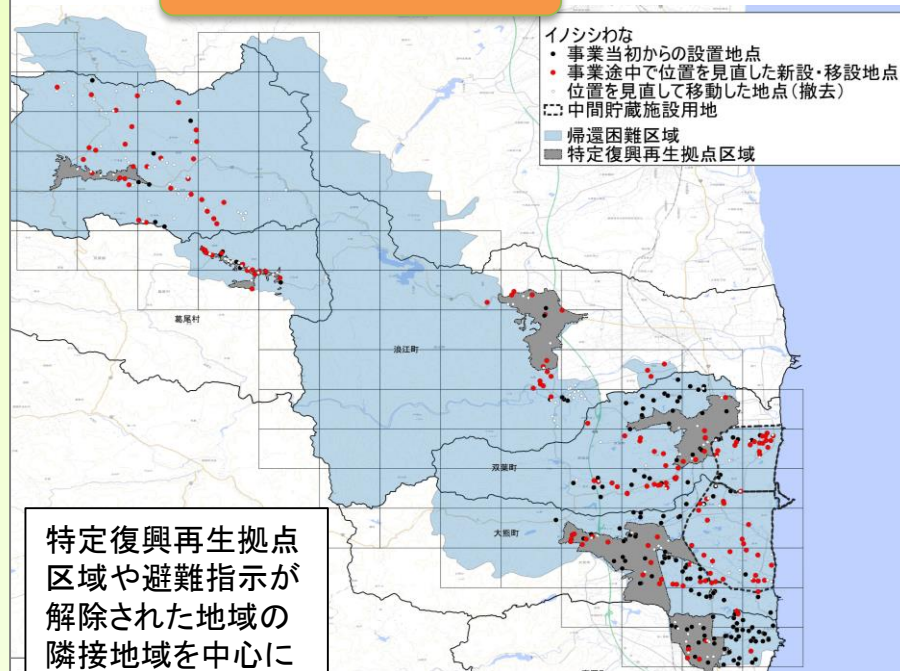 イノシシわな
事業当初からの設置地点
事業途中で位置を見直した新設・移設地点
位置を見直して移動した地点(撤去)
中間貯蔵施設用地
帰還困難区域
特定復興再生拠点区域
葛尾村
浪江町
双葉町
大熊町
特定復興再生拠点
区域や避難指示が
解除された地域の
隣接地域を中心に